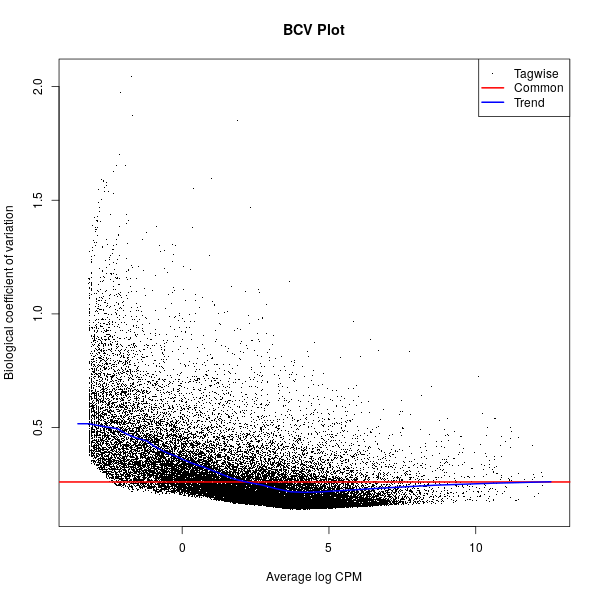 BCV Plot
Tagwise
Common
Trend
2.0
1.5
1.0
0.5
Biological coefficient of variation
0 5 10
Average log CPM